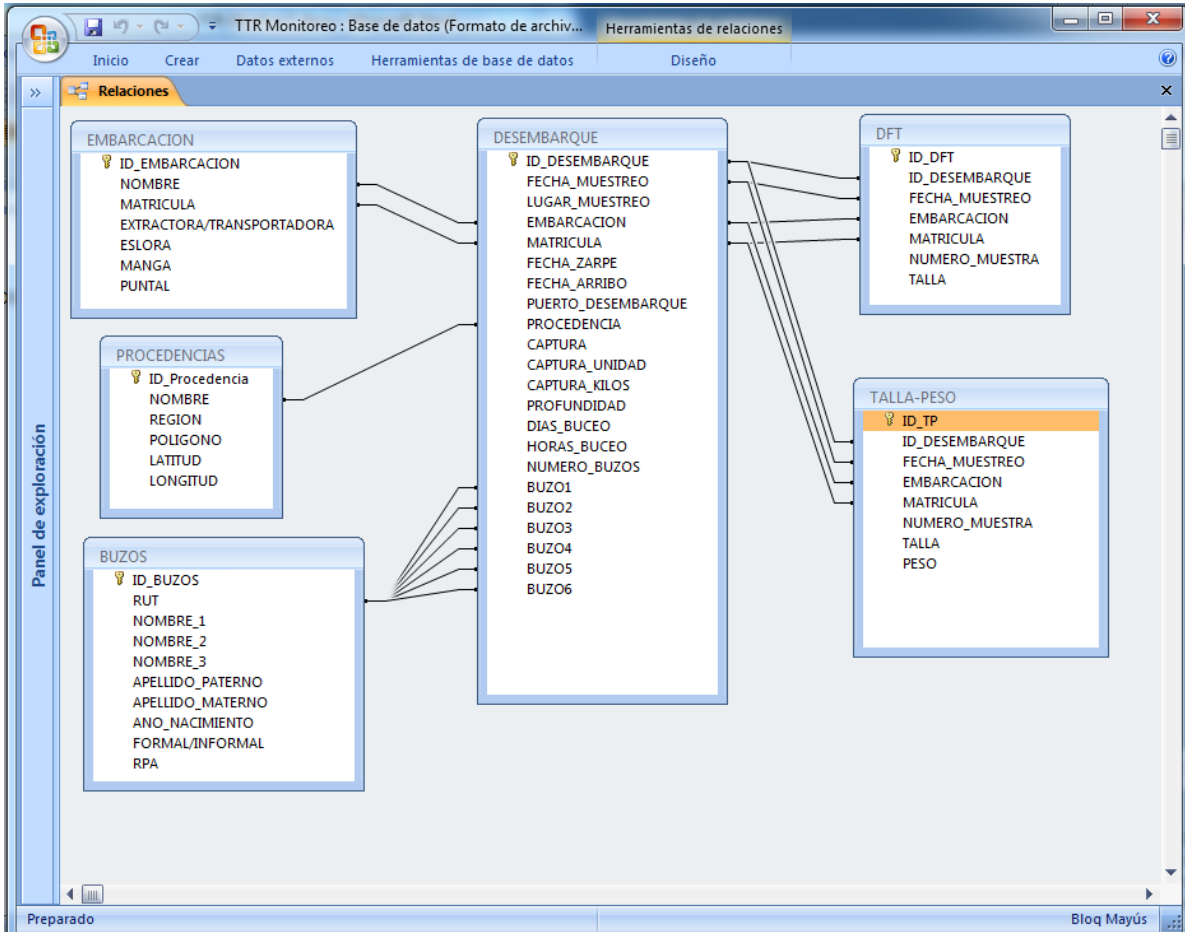 TTR Monitoreo : Base de datos (Formato de archiv...
Herramientas de relaciones
Inicio
Crear
Datos externos
Herramientas de base de datos
Diseño
Relaciones
Panel de exploración
EMBARCACION
ID_EMBARCACION
NOMBRE
MATRICULA
EXTRACTORA/TRANSPORTADORA
ESLORA
MANGA
PUNTAL
PROCEDENCIAS
ID_Procedencia
NOMBRE
REGION
POLIGONO
LATITUD
LONGITUD
BUZOS
ID_BUZOS
RUT
NOMBRE_1
NOMBRE_2
NOMBRE_3
APELLIDO_PATERNO
APELLIDO_MATERNO
ANO_NACIMIENTO
FORMAL/INFORMAL
RPA
DESEMBARQUE
ID_DESEMBARQUE
FECHA_MUESTREO
LUGAR_MUESTREO
EMBARCACION
MATRICULA
FECHA_ZARPE
FECHA_ARRIBO
PUERTO_DESEMBARQUE
PROCEDENCIA
CAPTURA
CAPTURA_UNIDAD
CAPTURA_KILOS
PROFUNDIDAD
DIAS_BUCEO
HORAS_BUCEO
NUMERO_BUZOS
BUZO1
BUZO2
BUZO3
BUZO4
BUZO5
BUZO6
DFT
ID_DFT
ID_DESEMBARQUE
FECHA_MUESTREO
EMBARCACION
MATRICULA
NUMERO_MUESTRA
TALLA
TALLA-PESO
ID_TP
ID_DESEMBARQUE
FECHA_MUESTREO
EMBARCACION
MATRICULA
NUMERO_MUESTRA
TALLA
PESO
Preparado
Bloq Mayús